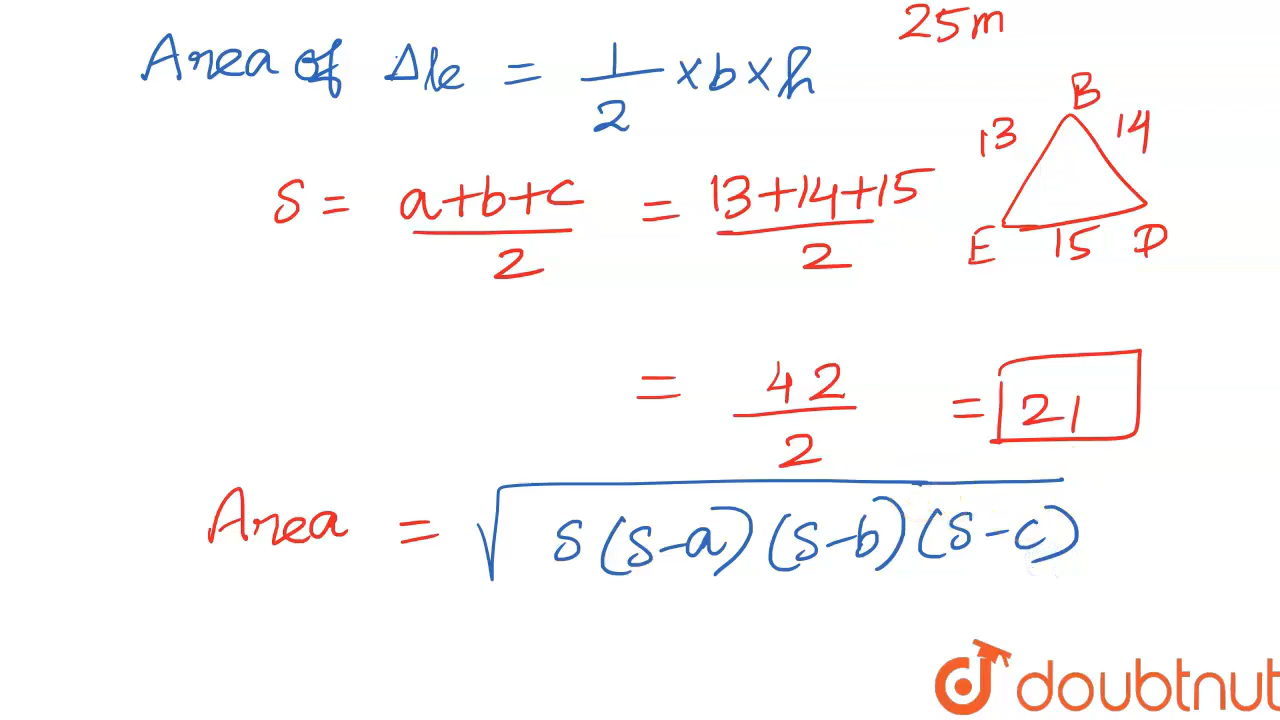 25m
Area of Δle = 1/2 × b × h
B
13 14
E 15 D
S = a+b+c/2 = 13+14+15/2
= 42/2 = 21
Area = √s(s-a)(s-b)(s-c)
doubtnut